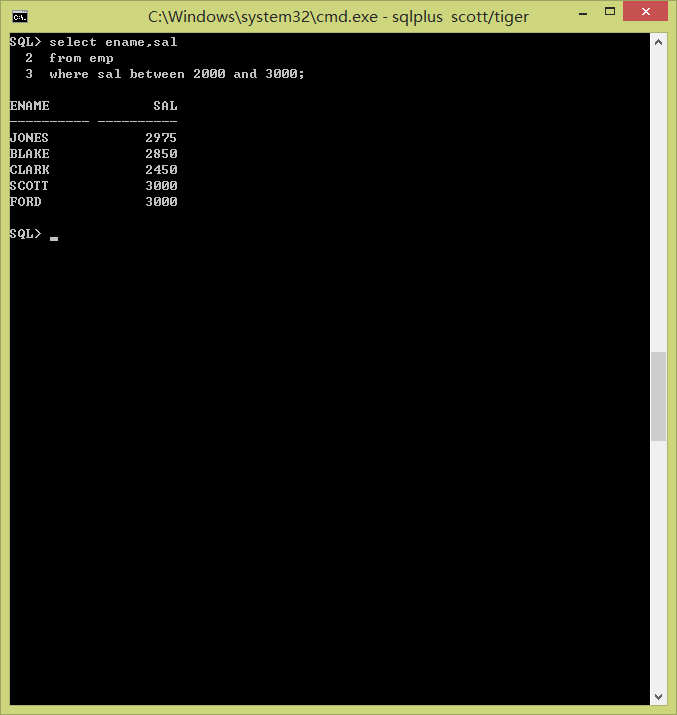 C:\Windows\system32\cmd.exe - sqlplus  scott/tiger
SQL> select ename,sal
  2  from emp
  3  where sal between 2000 and 3000;
ENAME             SAL
---------- ----------
JONES            2975
BLAKE            2850
CLARK            2450
SCOTT            3000
FORD             3000
SQL>